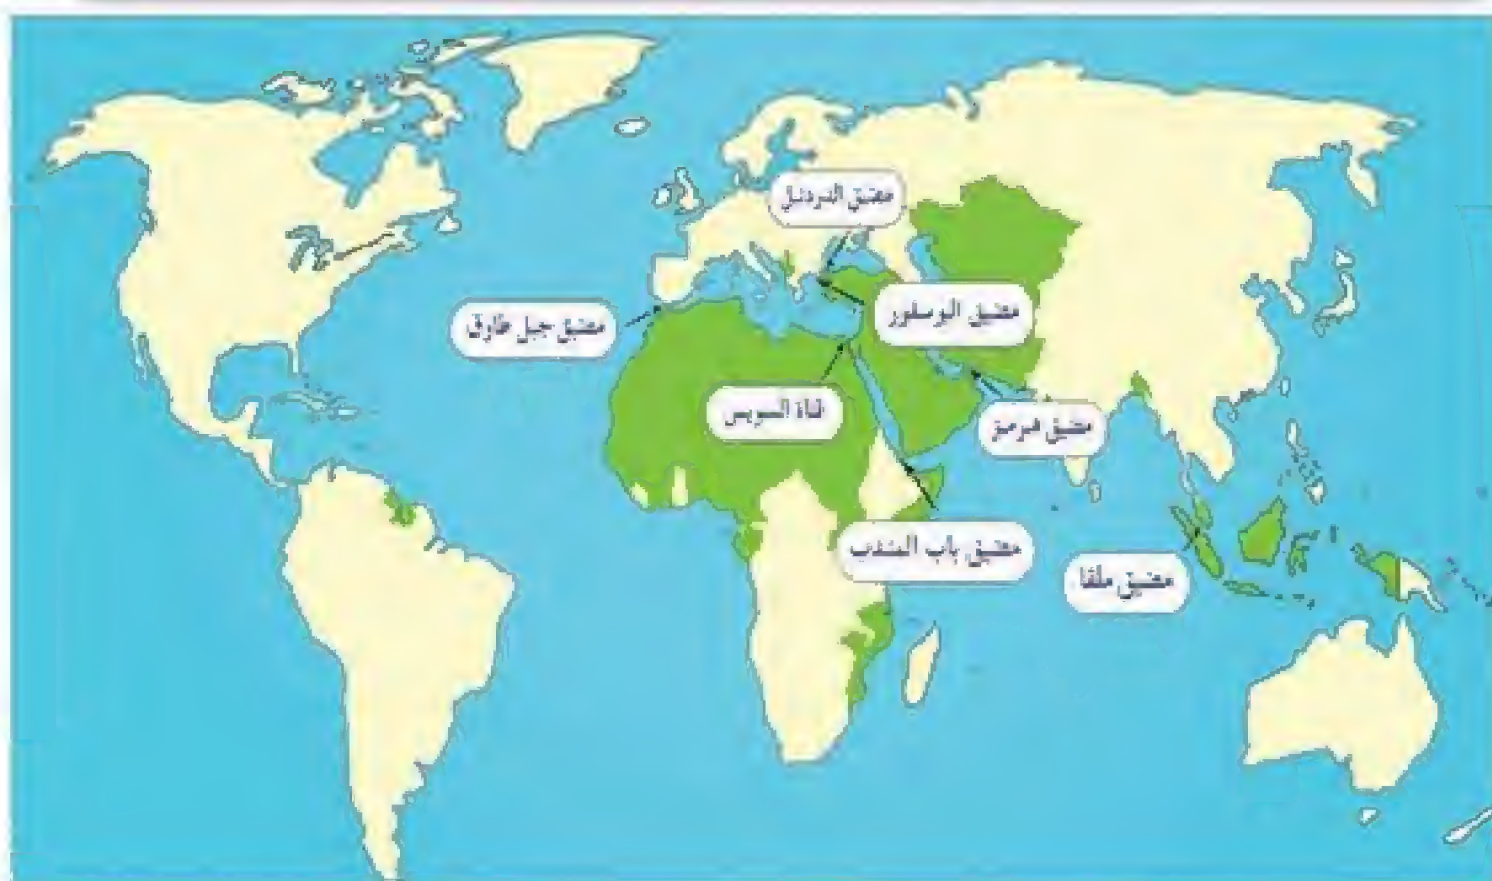 مضيق الدردنيل
مضيق البوسفور
مضيق جبل طارق
قناة السويس
مضيق هرمز
مضيق باب المندب
مضيق ملقا